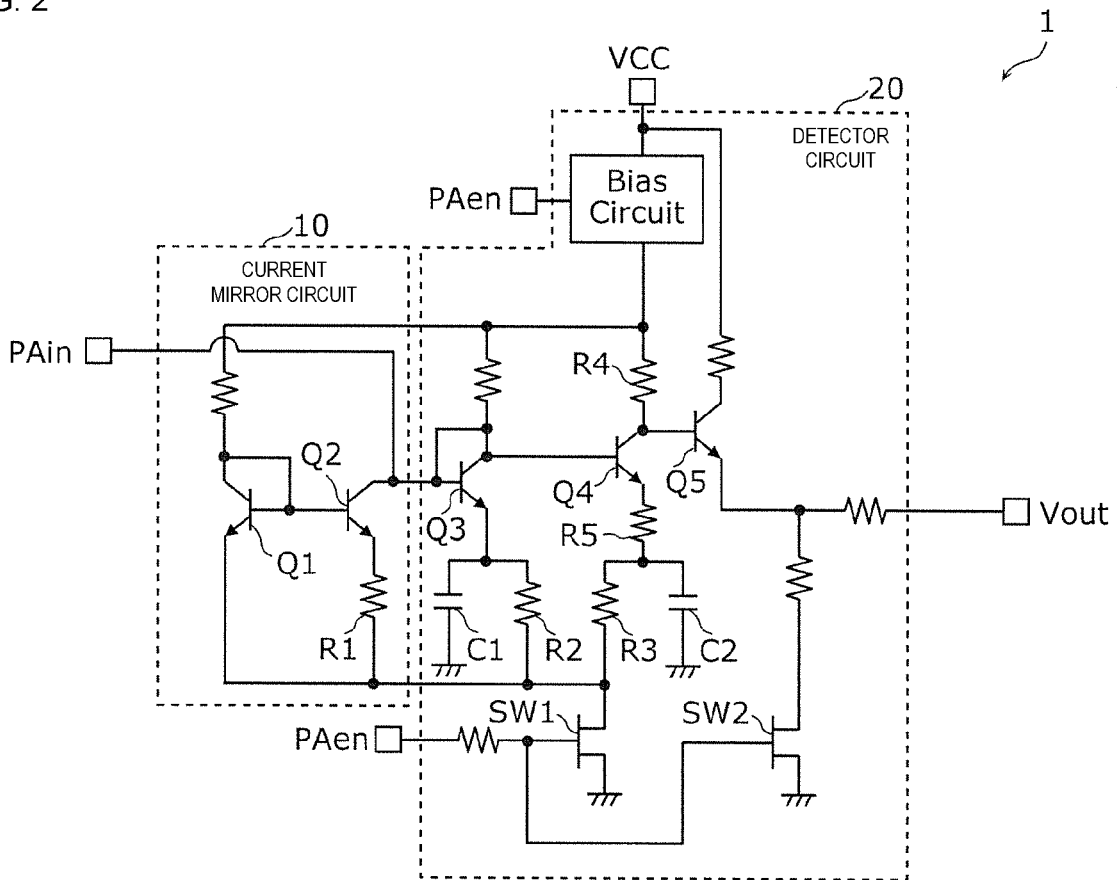 G. 2
1
VCC
20
DETECTOR
CIRCUIT
PAen
Bias
Circuit
10
CURRENT
MIRROR CIRCUIT
PAin
R4
Q2
Q1
Q3
Q4
Q5
R5
Vout
R1
C1
R2
R3
C2
SW1
SW2
PAen